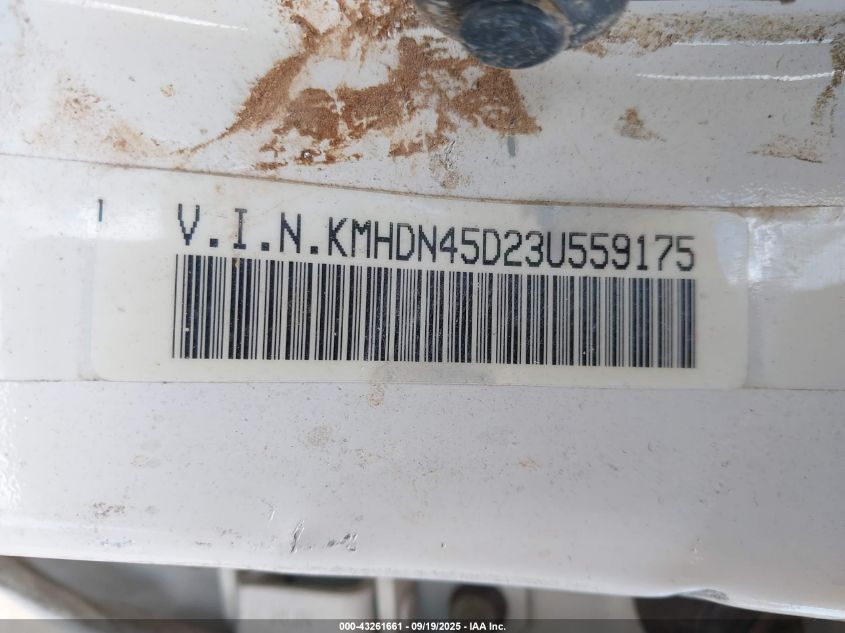 V.I.N.KMHDN45D23U559175
000-43261661 - 09/19/2025 - IAA Inc.